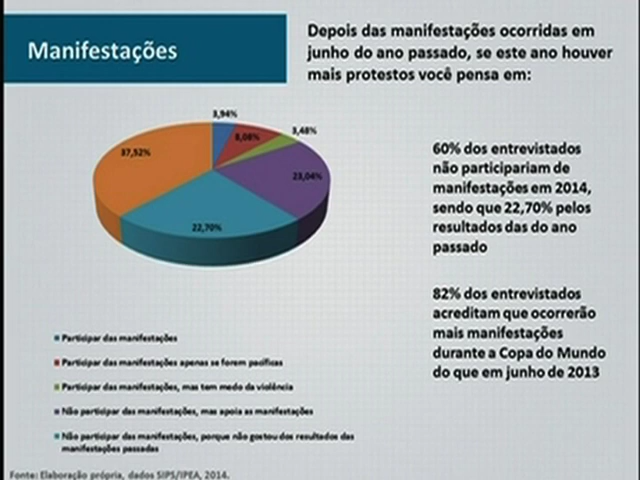 Manifestações
Depois das manifestações ocorridas em
junho do ano passado, se este ano houver
mais protestos você pensa em:
3,94%
8,08%
3,48%
37,52%
23,04%
22,70%
60% dos entrevistados
não participariam de
manifestações em 2014,
sendo que 22,70% pelos
resultados das do ano
passado
82% dos entrevistados
acreditam que ocorrerão
mais manifestações
durante a Copa do Mundo
do que em junho de 2013
Participar das manifestações
Participar das manifestações apenas se forem pacíficas
Participar das manifestações, mas tem medo da violência
Não participar das manifestações, mas apoia as manifestações
Não participar das manifestações, porque não gostou dos resultados das
manifestações passadas
Fonte: Elaboração própria, dados SIPS/IPEA, 2014.